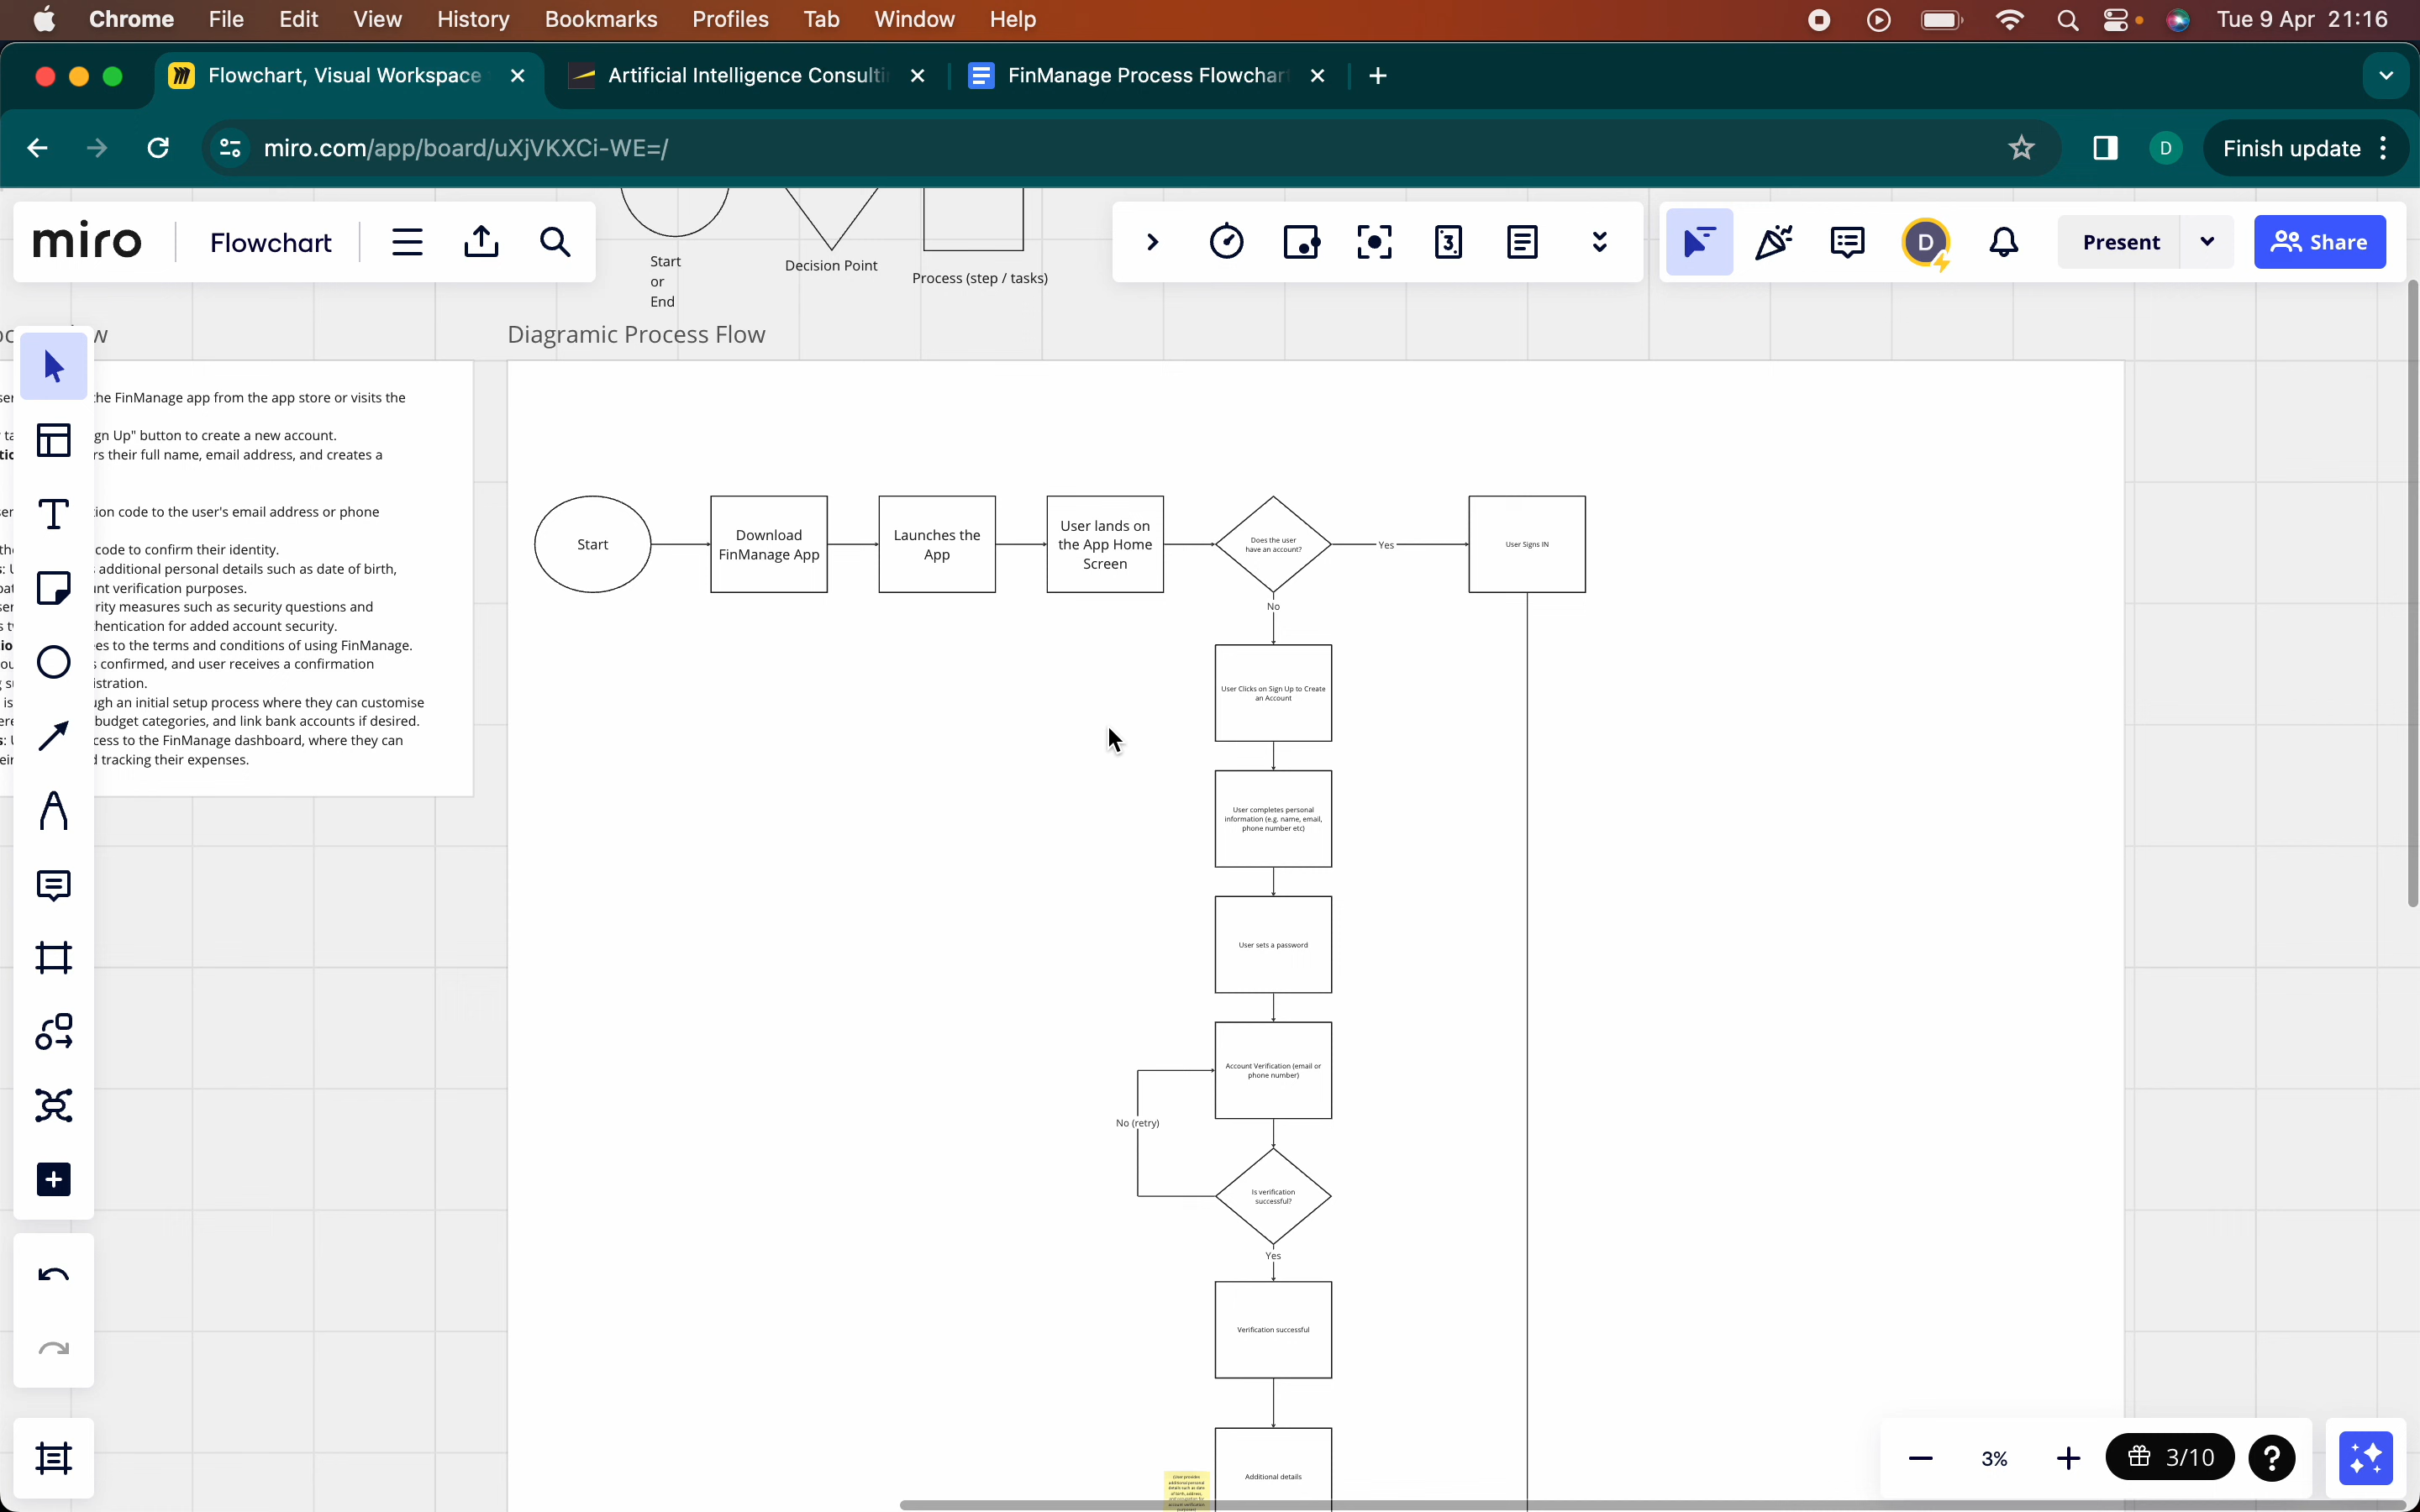 Chrome File Edit View History Bookmarks Profiles Tab Window Help Tue 9 Apr 21:16
Flowchart, Visual Workspace Artificial Intelligence Consulti FinManage Process Flowchar
miro.com/app/board/uXjVKXCi-WE=/ D Finish update
miro Flowchart D Present Share
Start
or
End
Decision Point
Process (step / tasks)
Diagramic Process Flow
he FinManage app from the app store or visits the
gn Up" button to create a new account.
rs their full name, email address, and creates a
ion code to the user's email address or phone
code to confirm their identity.
additional personal details such as date of birth,
nt verification purposes.
rity measures such as security questions and
hentication for added account security.
es to the terms and conditions of using FinManage.
s confirmed, and user receives a confirmation
istration.
ugh an initial setup process where they can customise
budget categories, and link bank accounts if desired.
cess to the FinManage dashboard, where they can
tracking their expenses.
Start
Download
FinManage App
Launches the
App
User lands on
the App Home
Screen
Does the user
have an account?
Yes
User Signs IN
No
User Clicks on Sign Up to Create
an Account
User completes personal
information (e.g. name, email,
phone number etc)
User sets a password
Account Verification (email or
phone number)
No (retry)
Is verification
successful?
Yes
Verification successful
Additional details
3% 3/10